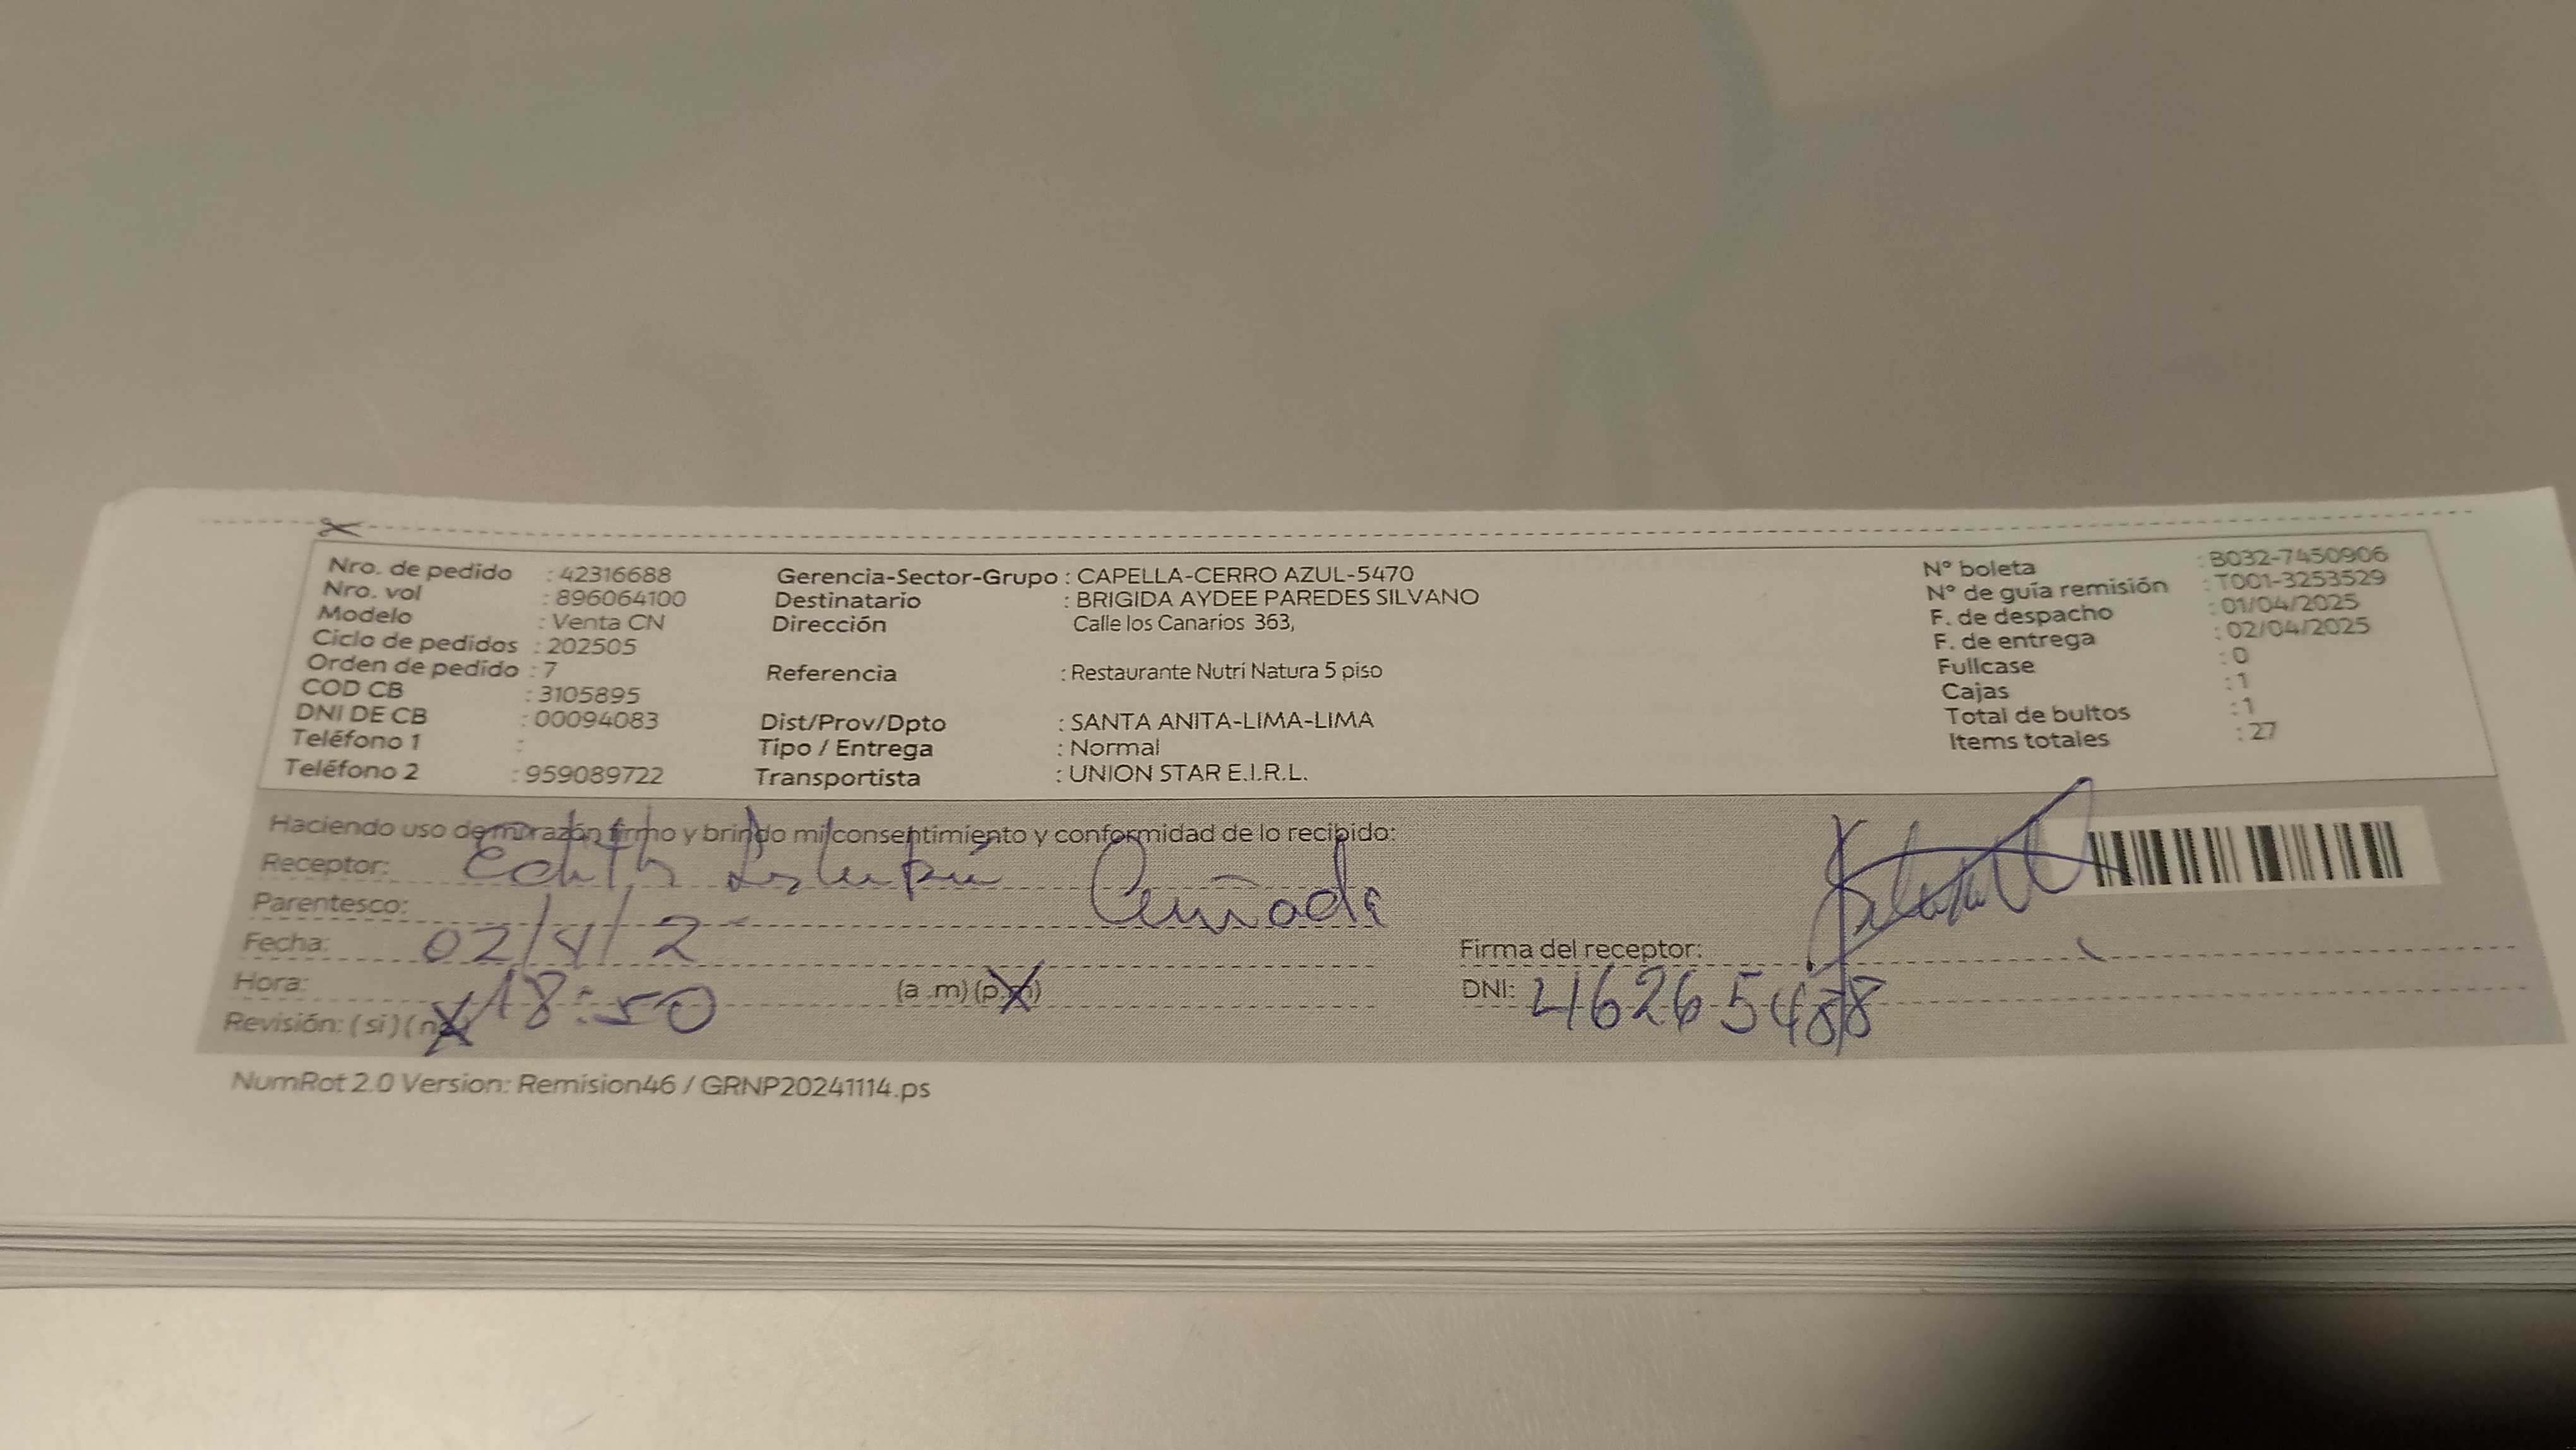 Nro. de pedido : 42316688
Nro. vol : 896064100
Modelo : Venta CN
Ciclo de pedidos : 202505
Orden de pedido : 7
COD CB : 3105895
DNI DE CB : 00094083
Teléfono 1 :
Teléfono 2 : 959089722
Gerencia-Sector-Grupo : CAPELLA-CERRO AZUL-5470
Destinatario : BRIGIDA AYDEE PAREDES SILVANO
Dirección Calle los Canarios 363,
Referencia : Restaurante Nutri Natura 5 piso
Dist/Prov/Dpto : SANTA ANITA-LIMA-LIMA
Tipo / Entrega : Normal
Transportista : UNION STAR E.I.R.L.
N° boleta : B032-7450906
N° de guía remisión : T001-3253529
F. de despacho : 01/04/2025
F. de entrega : 02/04/2025
Fullcase : 0
Cajas : 1
Total de bultos : 1
Items totales : 27
Haciendo uso de mi razón firmo y brindo mi consentimiento y conformidad de lo recibido:
Receptor: Edith
Parentesco: Cuñada
Fecha: 02/4/2
Hora: 18:50 (a .m) (p.m)
Revisión: ( si ) ( no )
Firma del receptor:
DNI: 46265488
NumRot 2.0 Version: Remision46 / GRNP20241114.ps